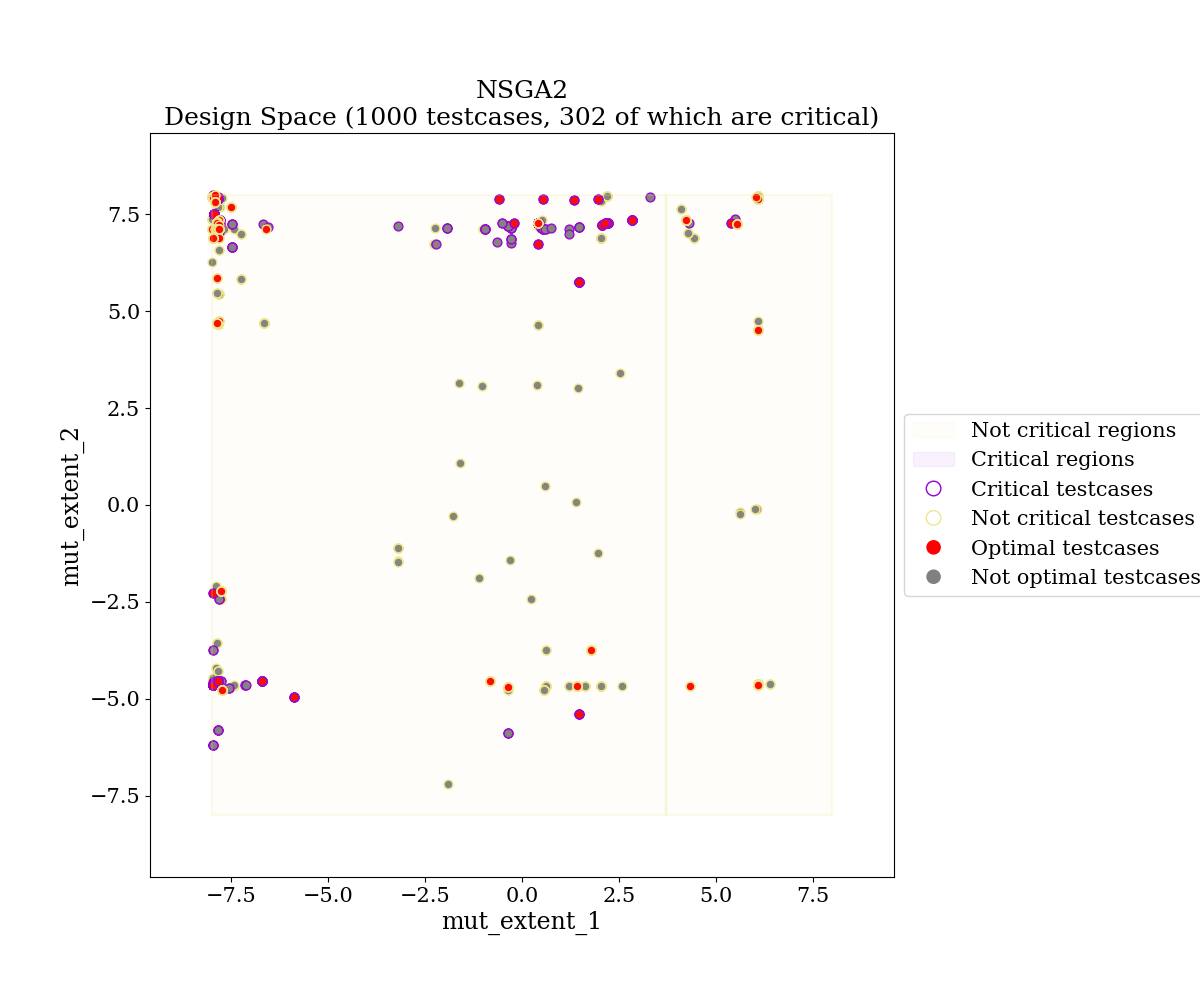 NSGA2
Design Space (1000 testcases, 302 of which are critical)
7.5
5.0
2.5
0.0
−2.5
−5.0
−7.5
mut_extent_2
−7.5
−5.0
−2.5
0.0
2.5
5.0
7.5
mut_extent_1
Not critical regions
Critical regions
Critical testcases
Not critical testcases
Optimal testcases
Not optimal testcases